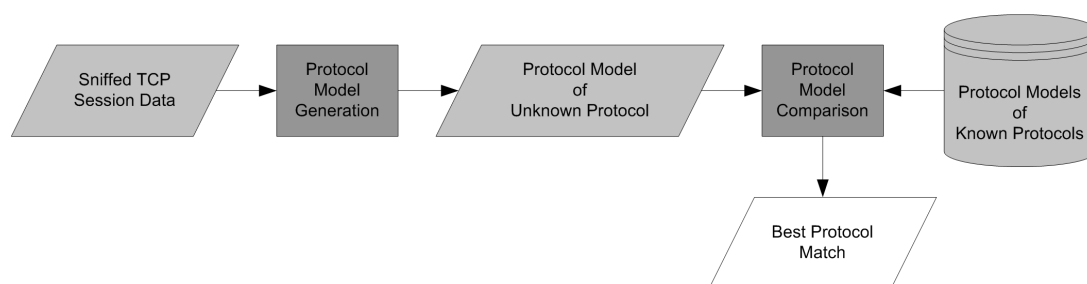 Sniffed TCP
Session Data
Protocol
Model
Generation
Protocol Model
of
Unknown Protocol
Protocol
Model
Comparison
Protocol Models
of
Known Protocols
Best Protocol
Match